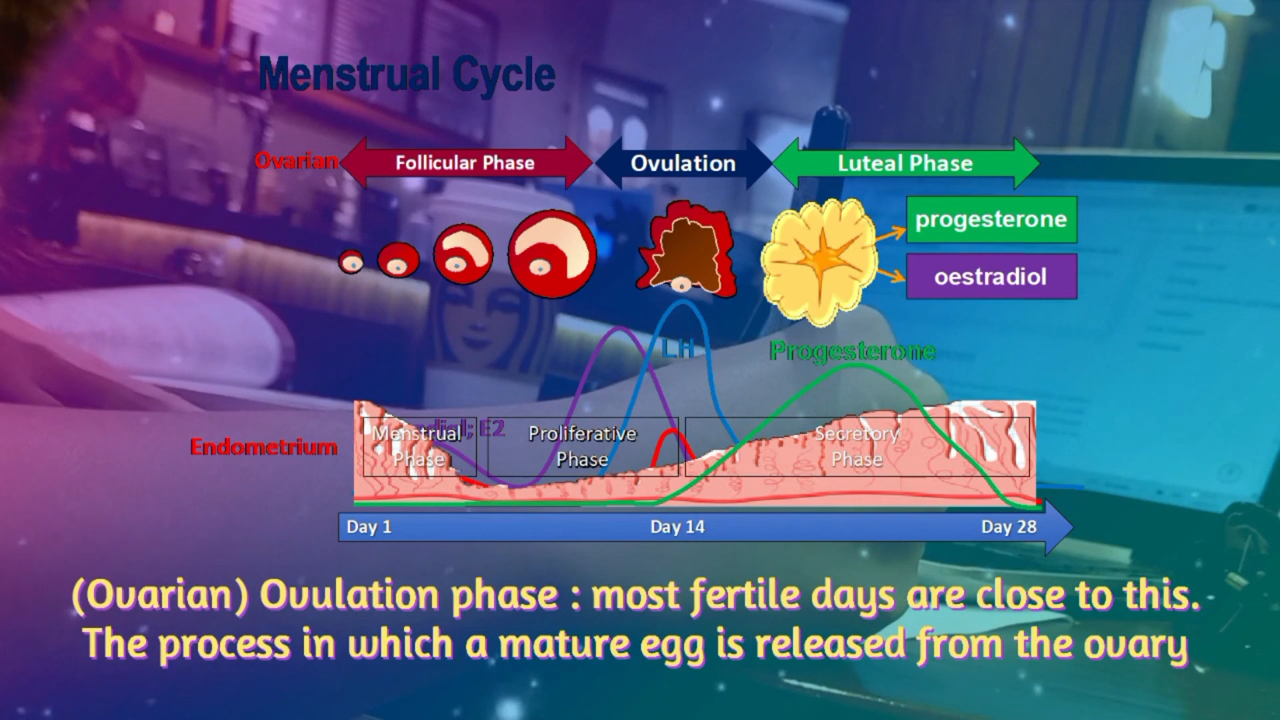 Menstrual Cycle
Ovarian
Follicular Phase
Ovulation
Luteal Phase
progesterone
oestradiol
LH
Progesterone
E2
Endometrium
Menstrual
Phase
Proliferative
Phase
Secretory
Phase
Day 1
Day 14
Day 28
(Ovarian) Ovulation phase : most fertile days are close to this.
The process in which a mature egg is released from the ovary